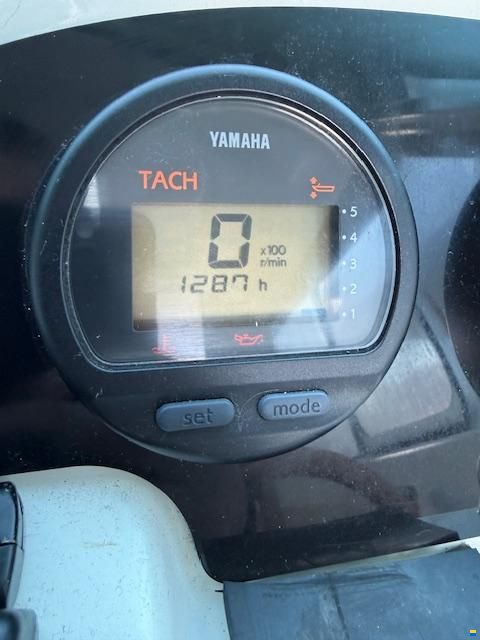 YAMAHA
TACH
5
4
0 x100
r/min
3
1287 h
2
1
set mode